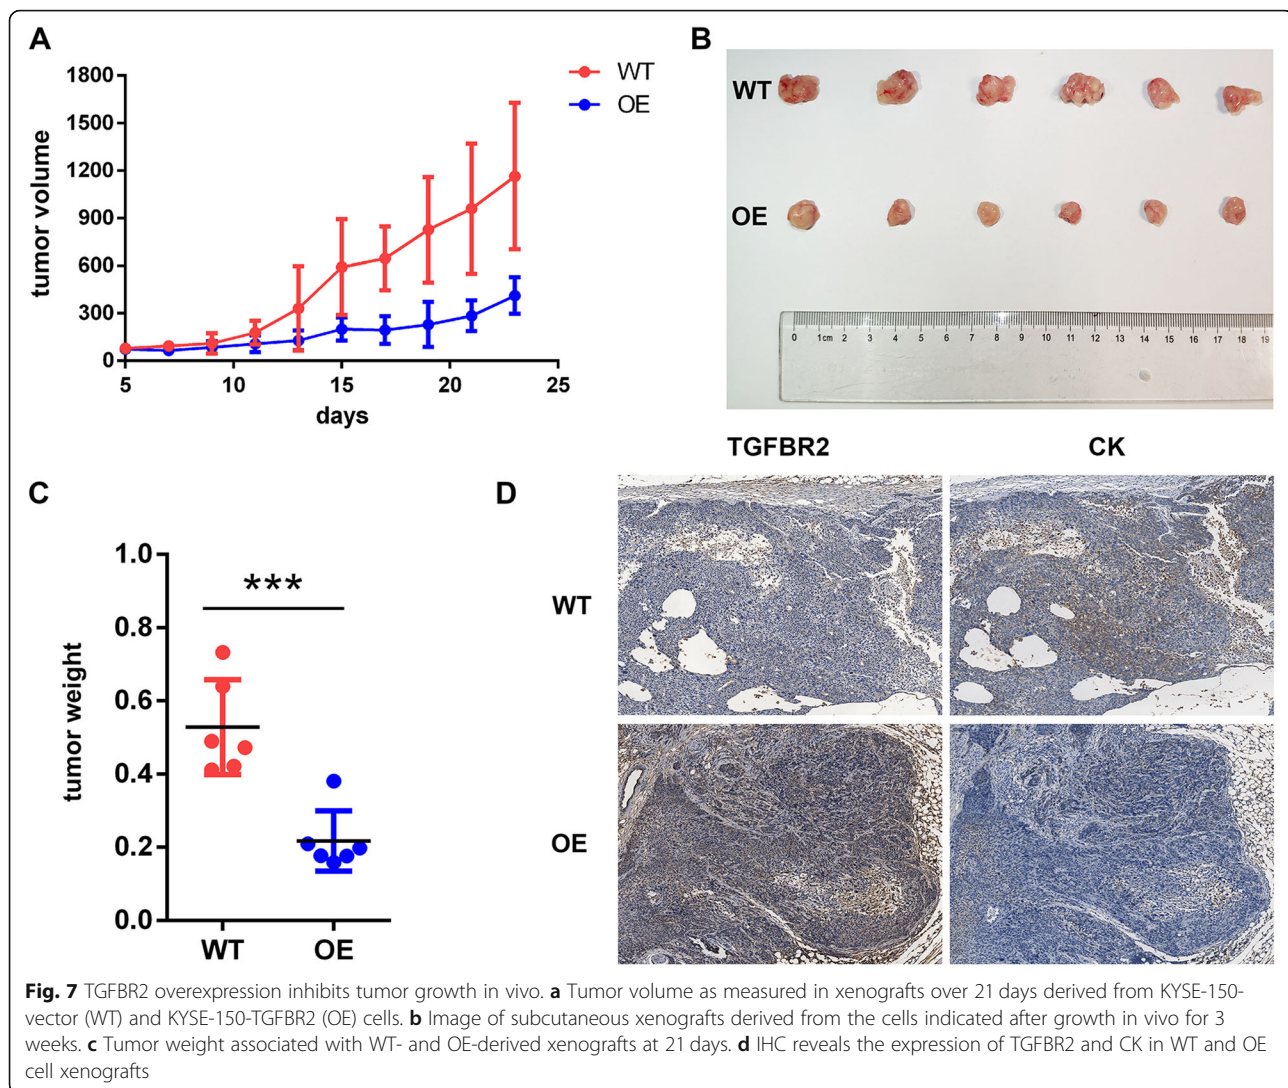 A
1800
1500
1200
900
600
300
0
5 10 15 20 25
tumor volume
days
WT
OE
B
WT
OE
0 1cm 2 3 4 5 6 7 8 9 10 11 12 13 14 15 16 17 18 19
C
1.0
0.8
0.6
0.4
0.2
0.0
tumor weight
***
WT OE
D
TGFBR2 CK
WT
OE
Fig. 7 TGFBR2 overexpression inhibits tumor growth in vivo. a Tumor volume as measured in xenografts over 21 days derived from KYSE-150-
vector (WT) and KYSE-150-TGFBR2 (OE) cells. b Image of subcutaneous xenografts derived from the cells indicated after growth in vivo for 3
weeks. c Tumor weight associated with WT- and OE-derived xenografts at 21 days. d IHC reveals the expression of TGFBR2 and CK in WT and OE
cell xenografts